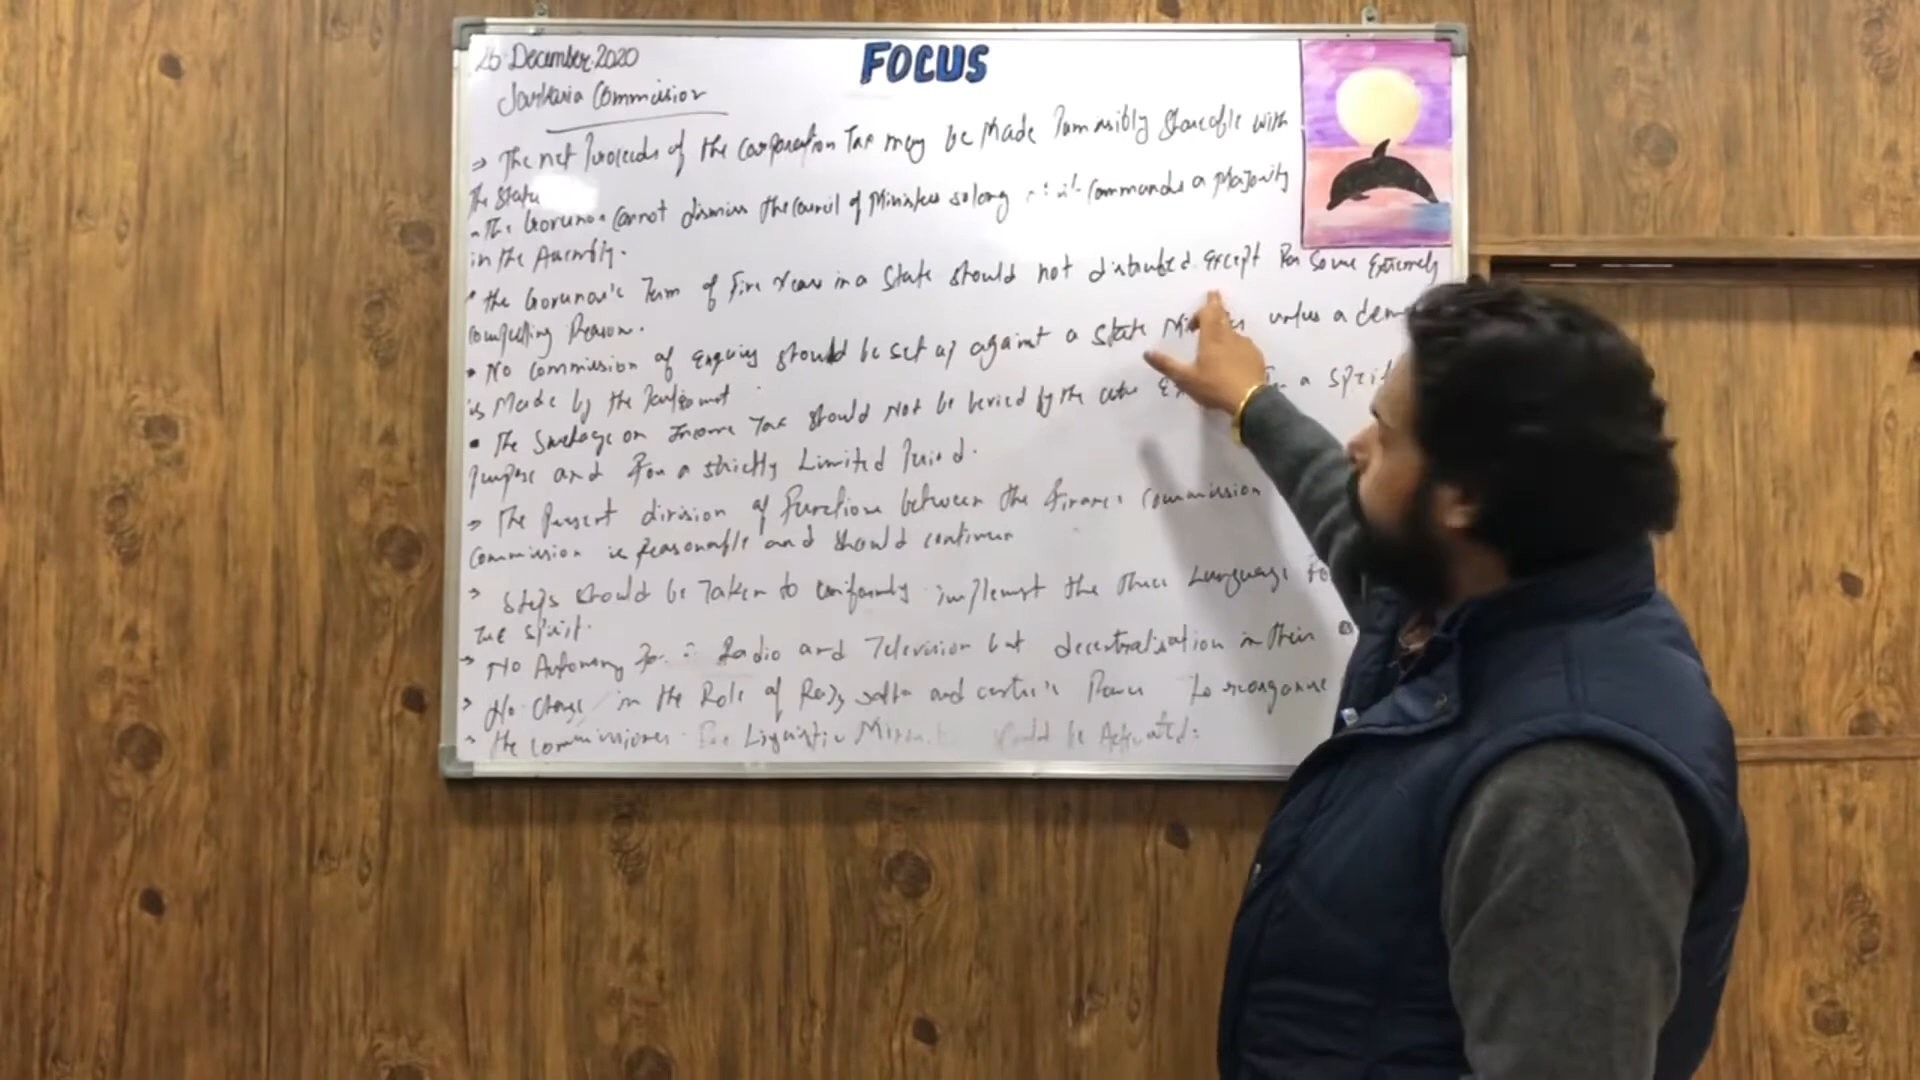 26 December 2020
FOCUS
Sarkaria Commission
⇒ The net Proceeds of the Corporation Tax may be Made Permissibly Shareable with
the State
• The Governor Cannot dismiss the Council of Ministers so long as it Commands a Majority
in the Assembly.
• the Governor's Term of Five Years in a State should not disturbed except For Some Extremely
compelling Reason.
• No Commission of Enquiry should be set up against a State unless a
is Made by the Parliament
• The Surcharge on Income Tax should Not be levied by the a
Purpose and For a strictly Limited Period.
⇒ The Present division of Functions between the Finance Commission
Commission is Reasonable and should continue
> Steps should be Taken to uniformly implement the Three Language
True Spirit.
→ No Autonomy For Radio and Television but decentralisation in their
> No Change in the Role of Rajya Sabha and centre's Power to reorganise
The Commissioner For Linguistic be Activated.